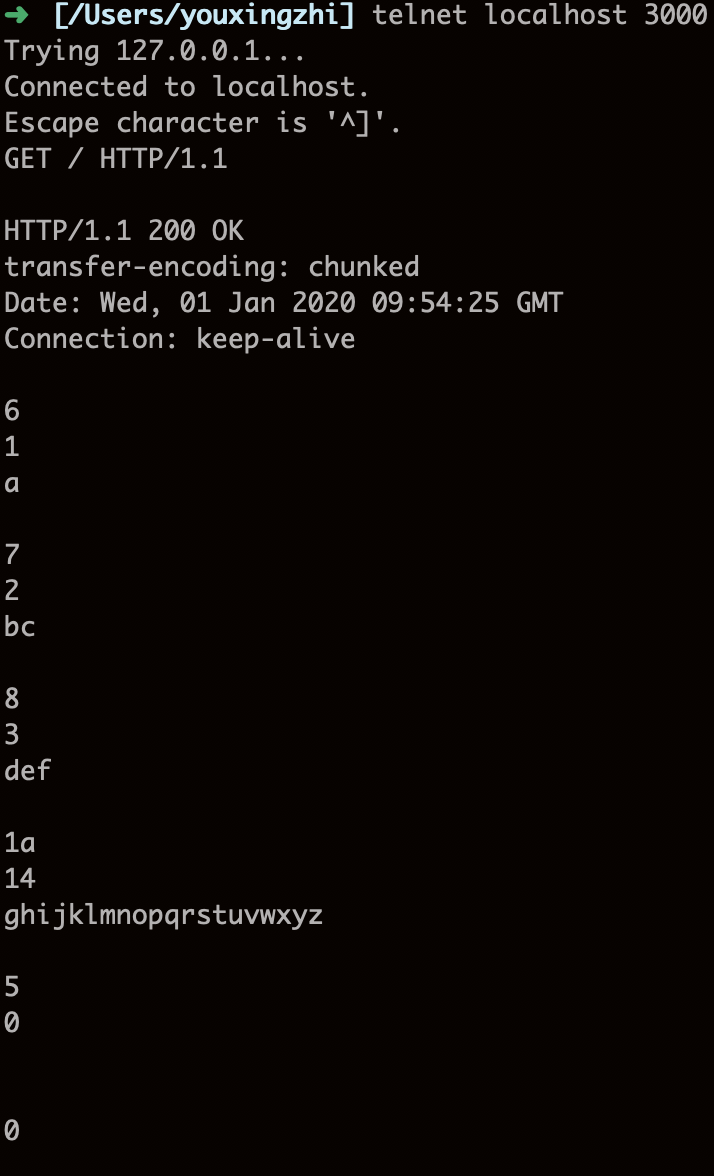 ➜ [/Users/youxingzhi] telnet localhost 3000
Trying 127.0.0.1...
Connected to localhost.
Escape character is '^]'.
GET / HTTP/1.1
HTTP/1.1 200 OK
transfer-encoding: chunked
Date: Wed, 01 Jan 2020 09:54:25 GMT
Connection: keep-alive
6
1
a
7
2
bc
8
3
def
1a
14
ghijklmnopqrstuvwxyz
5
0
0